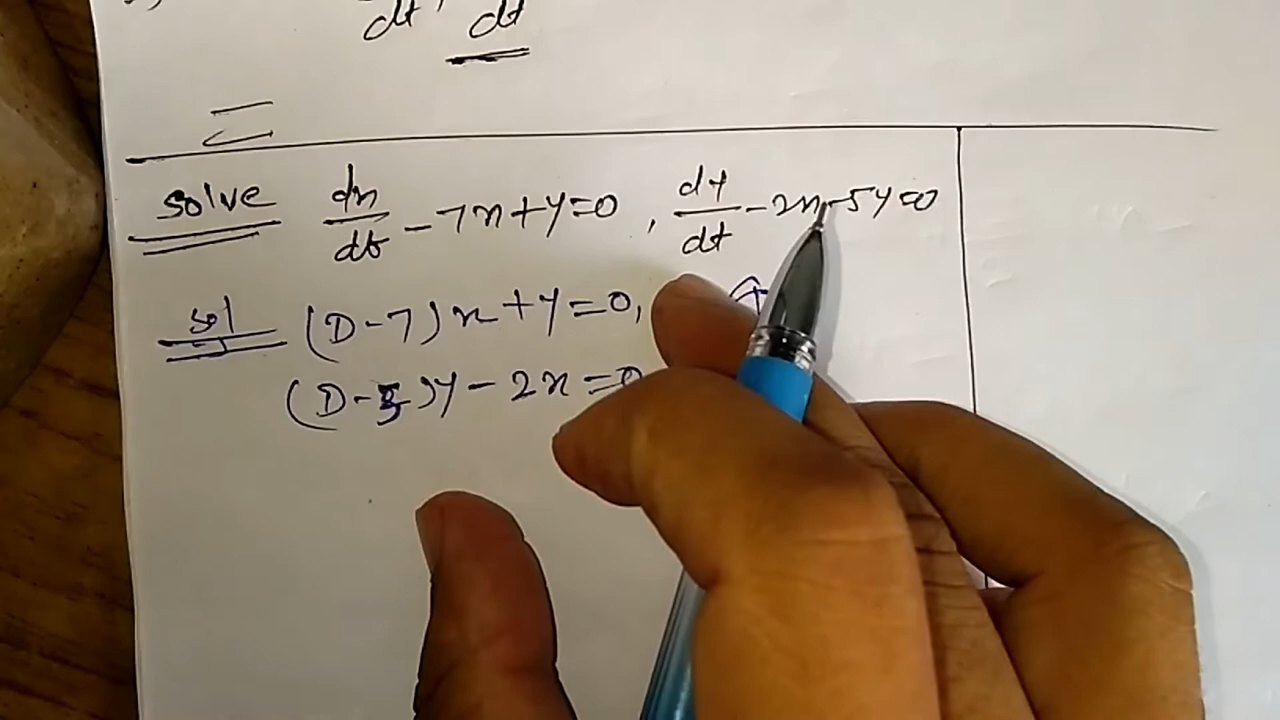 dt, dt
solve dx/dt - 7x + y = 0, dy/dt - 2x - 5y = 0
sol (D - 7)x + y = 0,
(D - 5)y - 2x = 0